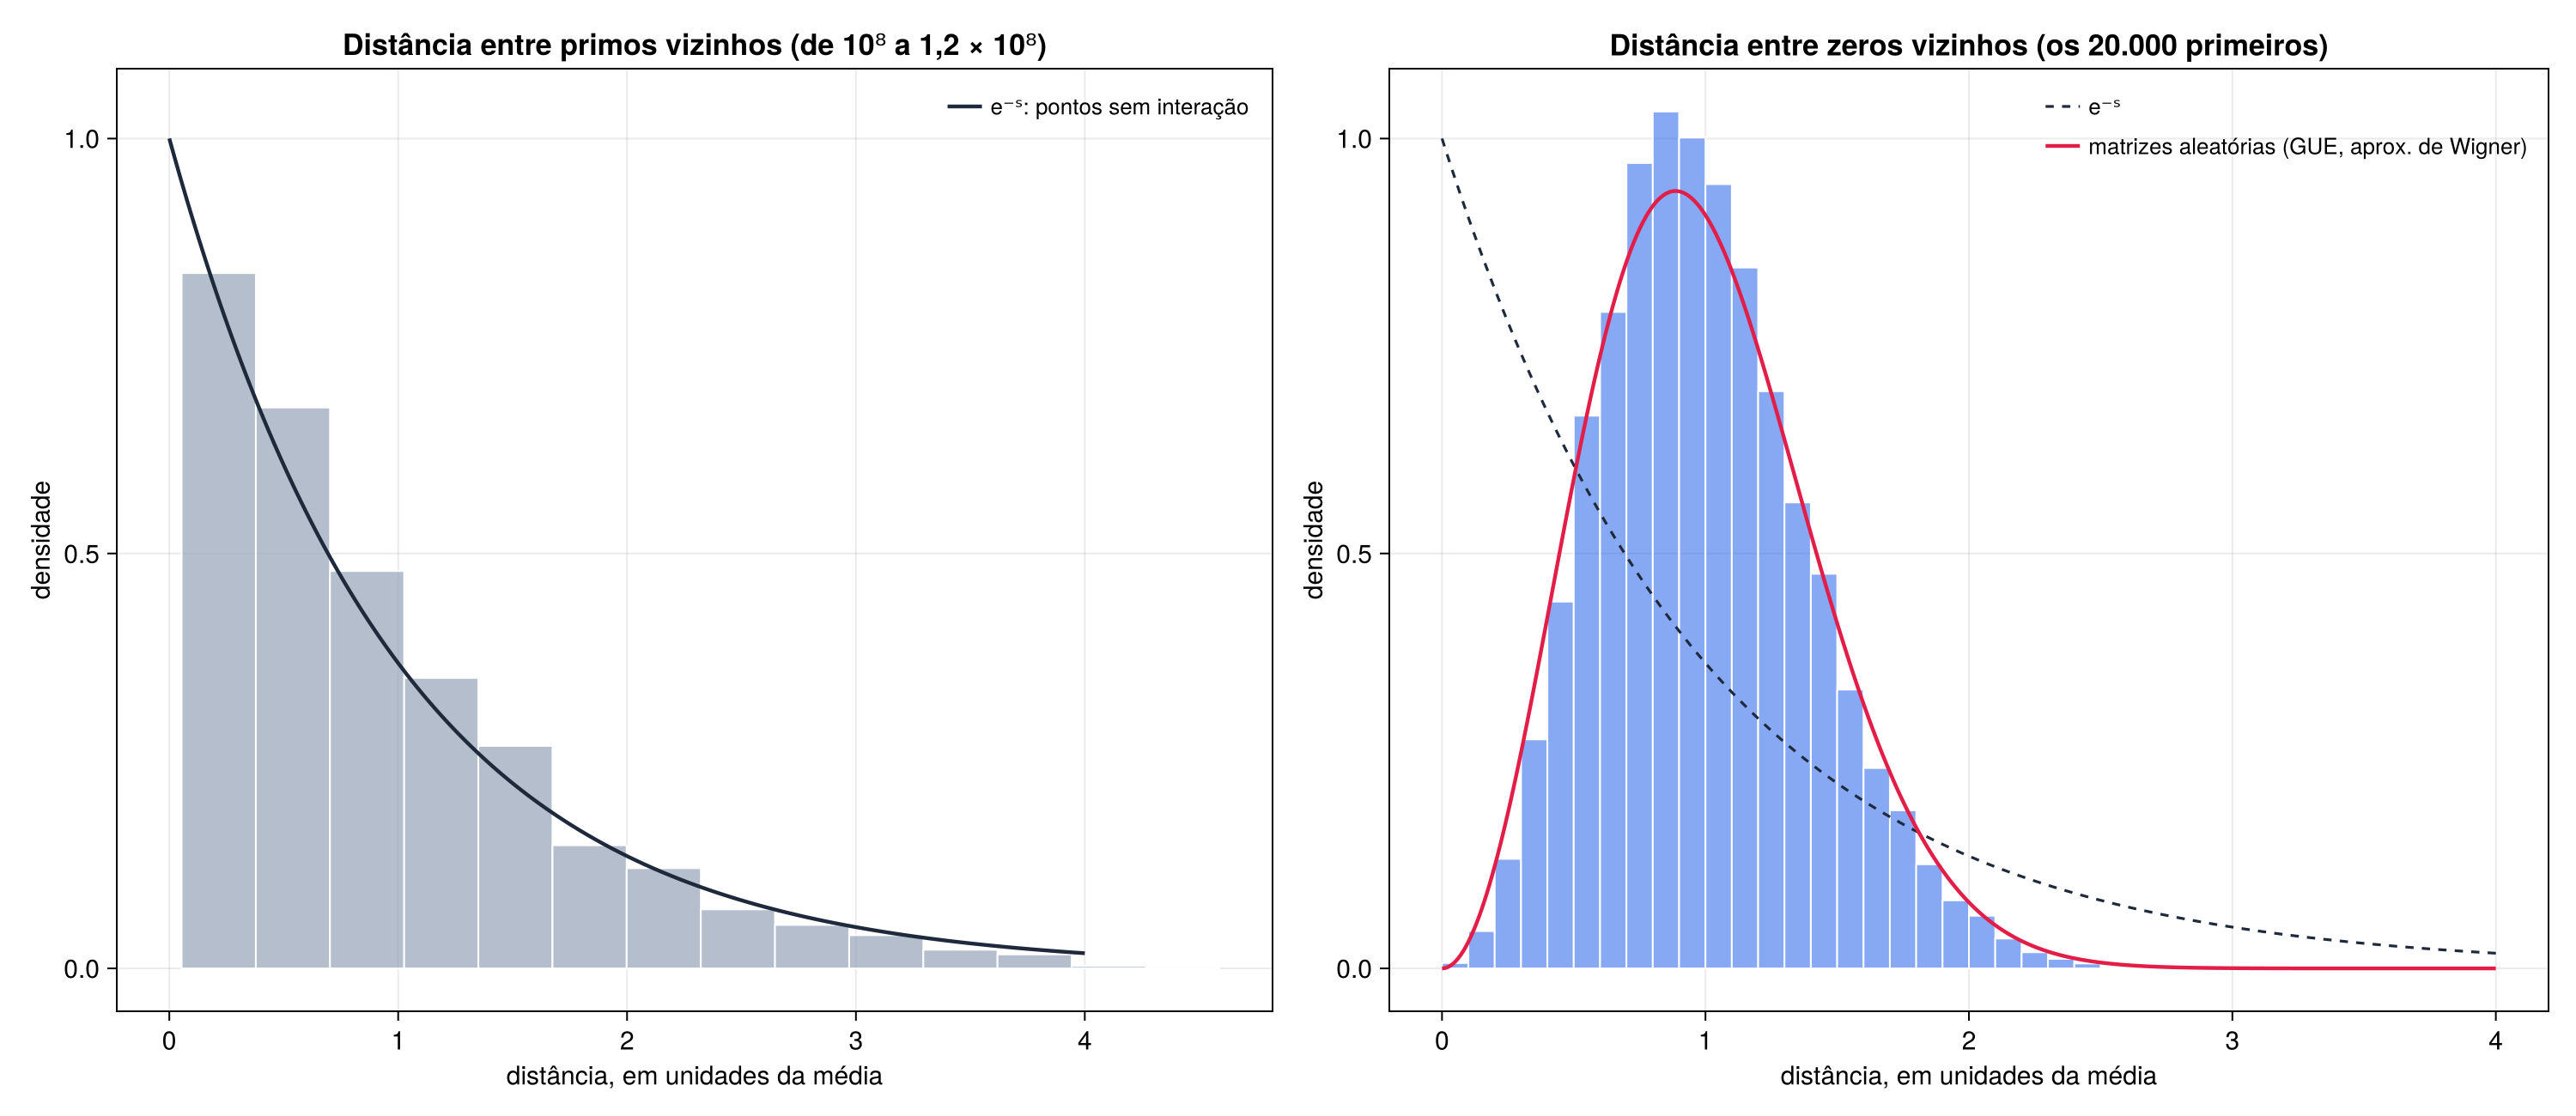 Distância entre primos vizinhos (de 10⁸ a 1,2 × 10⁸)
e⁻ˢ: pontos sem interação
1.0
0.5
0.0
densidade
0
1
2
3
4
distância, em unidades da média
Distância entre zeros vizinhos (os 20.000 primeiros)
e⁻ˢ
matrizes aleatórias (GUE, aprox. de Wigner)
1.0
0.5
0.0
densidade
0
1
2
3
4
distância, em unidades da média